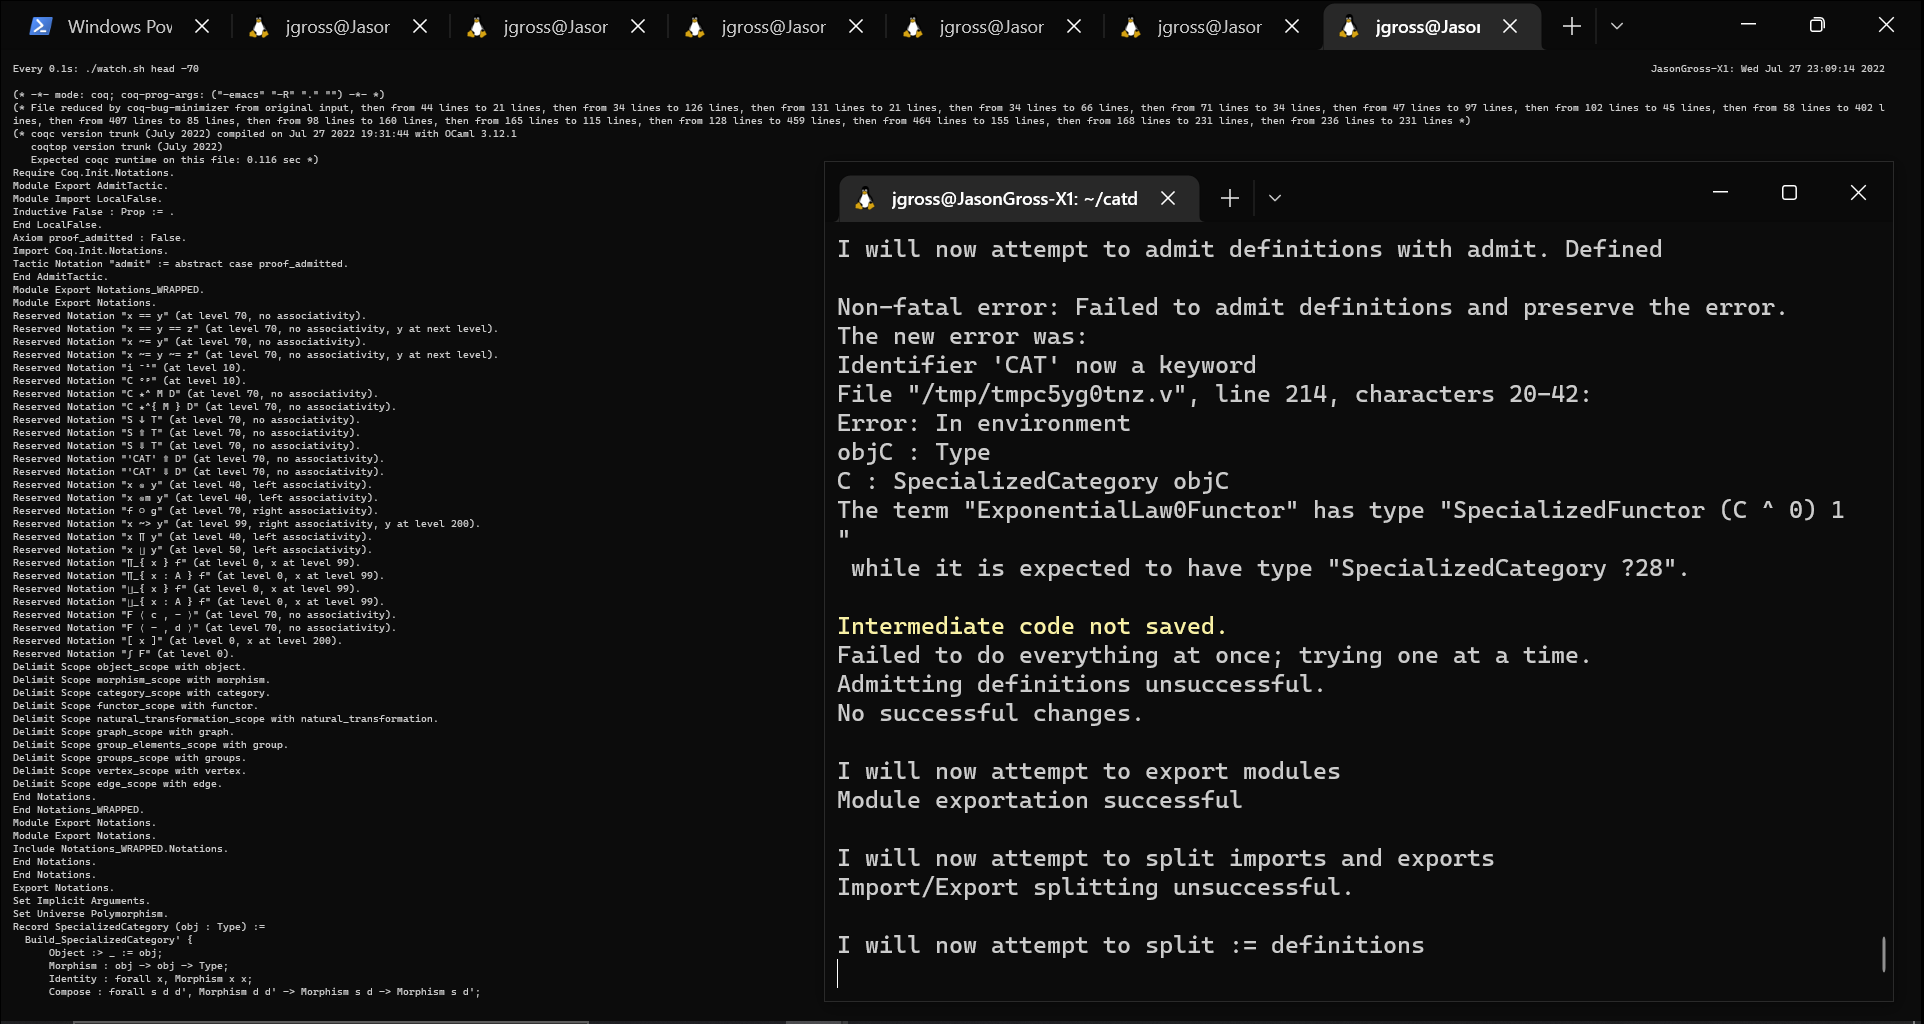 Windows Pow
jgross@Jasor
jgross@Jasor
jgross@Jasor
jgross@Jasor
jgross@Jasor
jgross@Jasor
Every 0.1s: ./watch.sh head -70
JasonGross-X1: Wed Jul 27 23:09:14 2022
(* -*- mode: coq; coq-prog-args: ("-emacs" "-R" "." "") -*- *)
(* File reduced by coq-bug-minimizer from original input, then from 44 lines to 21 lines, then from 34 lines to 126 lines, then from 131 lines to 21 lines, then from 34 lines to 66 lines, then from 71 lines to 34 lines, then from 47 lines to 97 lines, then from 102 lines to 45 lines, then from 58 lines to 402 l
ines, then from 407 lines to 85 lines, then from 98 lines to 160 lines, then from 165 lines to 115 lines, then from 128 lines to 459 lines, then from 464 lines to 155 lines, then from 168 lines to 231 lines, then from 236 lines to 231 lines *)
(* coqc version trunk (July 2022) compiled on Jul 27 2022 19:31:44 with OCaml 3.12.1
coqtop version trunk (July 2022)
Expected coqc runtime on this file: 0.116 sec *)
Require Coq.Init.Notations.
Module Export AdmitTactic.
Module Import LocalFalse.
Inductive False : Prop := .
End LocalFalse.
Axiom proof_admitted : False.
Import Coq.Init.Notations.
Tactic Notation "admit" := abstract case proof_admitted.
End AdmitTactic.
Module Export Notations_WRAPPED.
Module Export Notations.
Reserved Notation "x == y" (at level 70, no associativity).
Reserved Notation "x == y == z" (at level 70, no associativity, y at next level).
Reserved Notation "x ~= y" (at level 70, no associativity).
Reserved Notation "x ~= y ~= z" (at level 70, no associativity, y at next level).
Reserved Notation "i ⁻¹" (at level 10).
Reserved Notation "C ᵒᵖ" (at level 10).
Reserved Notation "C ★^ M D" (at level 70, no associativity).
Reserved Notation "C ★^{ M } D" (at level 70, no associativity).
Reserved Notation "S ↓ T" (at level 70, no associativity).
Reserved Notation "S ⇑ T" (at level 70, no associativity).
Reserved Notation "S ⇓ T" (at level 70, no associativity).
Reserved Notation "'CAT' ⇑ D" (at level 70, no associativity).
Reserved Notation "'CAT' ⇓ D" (at level 70, no associativity).
Reserved Notation "x ⊗ y" (at level 40, left associativity).
Reserved Notation "x ⊗m y" (at level 40, left associativity).
Reserved Notation "f ○ g" (at level 70, right associativity).
Reserved Notation "x ~> y" (at level 99, right associativity, y at level 200).
Reserved Notation "x ∏ y" (at level 40, left associativity).
Reserved Notation "x ∐ y" (at level 50, left associativity).
Reserved Notation "∏_{ x } f" (at level 0, x at level 99).
Reserved Notation "∏_{ x : A } f" (at level 0, x at level 99).
Reserved Notation "∐_{ x } f" (at level 0, x at level 99).
Reserved Notation "∐_{ x : A } f" (at level 0, x at level 99).
Reserved Notation "F ⟨ c , - ⟩" (at level 70, no associativity).
Reserved Notation "F ⟨ - , d ⟩" (at level 70, no associativity).
Reserved Notation "[ x ]" (at level 0, x at level 200).
Reserved Notation "∫ F" (at level 0).
Delimit Scope object_scope with object.
Delimit Scope morphism_scope with morphism.
Delimit Scope category_scope with category.
Delimit Scope functor_scope with functor.
Delimit Scope natural_transformation_scope with natural_transformation.
Delimit Scope graph_scope with graph.
Delimit Scope group_elements_scope with group.
Delimit Scope groups_scope with groups.
Delimit Scope vertex_scope with vertex.
Delimit Scope edge_scope with edge.
End Notations.
End Notations_WRAPPED.
Module Export Notations.
Module Export Notations.
Include Notations_WRAPPED.Notations.
End Notations.
End Notations.
Export Notations.
Set Implicit Arguments.
Set Universe Polymorphism.
Record SpecializedCategory (obj : Type) :=
Build_SpecializedCategory' {
Object :> _ := obj;
Morphism : obj -> obj -> Type;
Identity : forall x, Morphism x x;
Compose : forall s d d', Morphism d d' -> Morphism s d -> Morphism s d';
jgross@JasonGross-X1: ~/catd
I will now attempt to admit definitions with admit. Defined
Non-fatal error: Failed to admit definitions and preserve the error.
The new error was:
Identifier 'CAT' now a keyword
File "/tmp/tmpc5yg0tnz.v", line 214, characters 20-42:
Error: In environment
objC : Type
C : SpecializedCategory objC
The term "ExponentialLaw0Functor" has type "SpecializedFunctor (C ^ 0) 1
"
while it is expected to have type "SpecializedCategory ?28".
Intermediate code not saved.
Failed to do everything at once; trying one at a time.
Admitting definitions unsuccessful.
No successful changes.
I will now attempt to export modules
Module exportation successful
I will now attempt to split imports and exports
Import/Export splitting unsuccessful.
I will now attempt to split := definitions